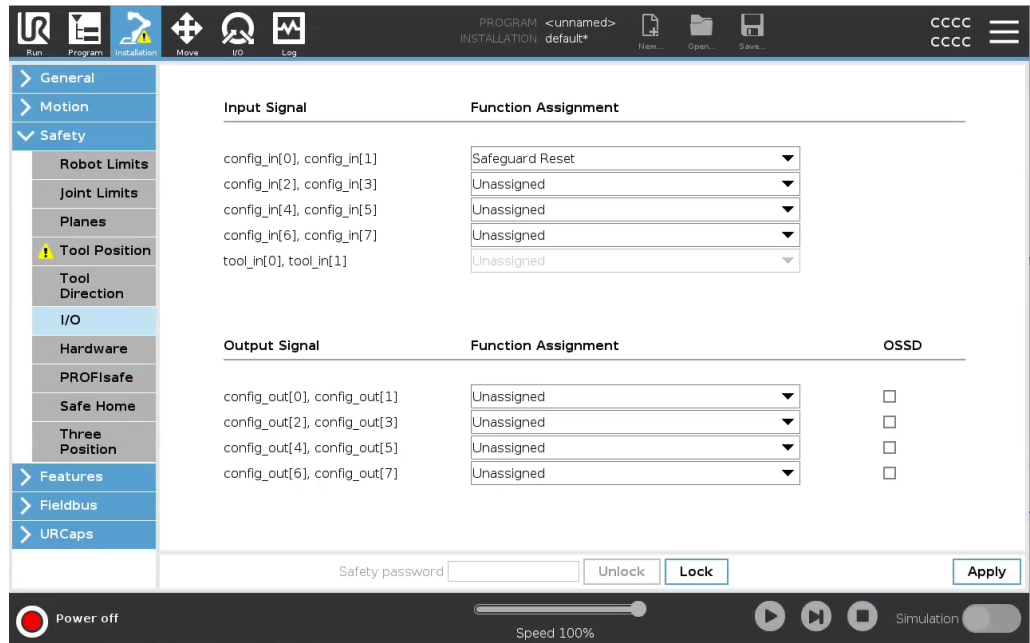 PROGRAM <unnamed>
INSTALLATION default*
CCCC
CCCC
Run Program Installation Move I/O Log New... Open... Save...
General
Motion
Safety
Robot Limits
Joint Limits
Planes
Tool Position
Tool
Direction
I/O
Hardware
PROFIsafe
Safe Home
Three
Position
Features
Fieldbus
URCaps
Input Signal Function Assignment
config_in[0], config_in[1] Safeguard Reset
config_in[2], config_in[3] Unassigned
config_in[4], config_in[5] Unassigned
config_in[6], config_in[7] Unassigned
tool_in[0], tool_in[1] Unassigned
Output Signal Function Assignment OSSD
config_out[0], config_out[1] Unassigned
config_out[2], config_out[3] Unassigned
config_out[4], config_out[5] Unassigned
config_out[6], config_out[7] Unassigned
Safety password Unlock Lock Apply
Power off Speed 100% Simulation